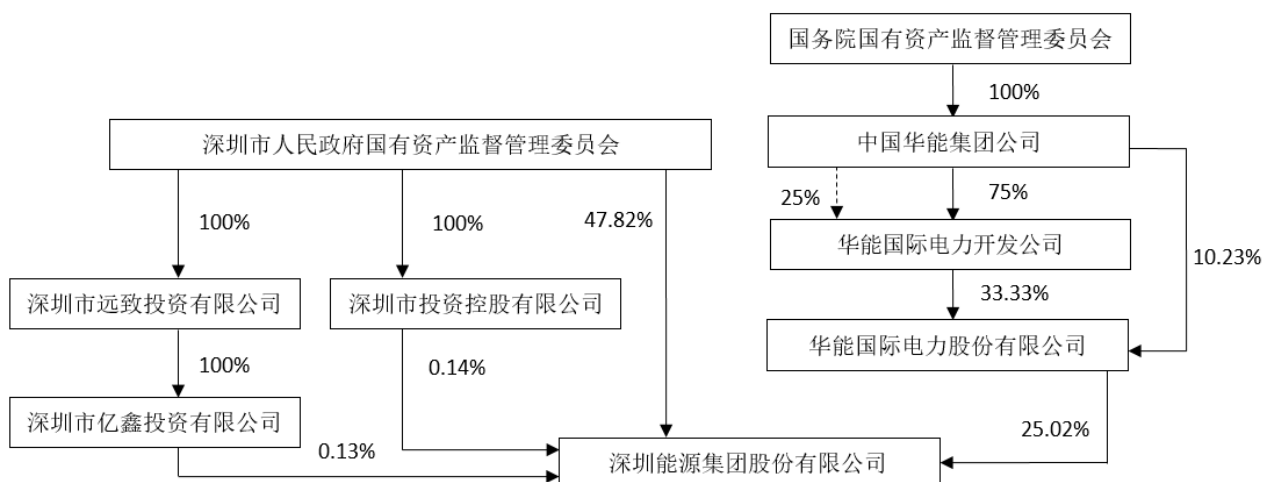 国务院国有资产监督管理委员会
100%
深圳市人民政府国有资产监督管理委员会
中国华能集团公司
100%
100%
47.82%
25%
75%
华能国际电力开发公司
10.23%
深圳市远致投资有限公司
深圳市投资控股有限公司
33.33%
华能国际电力股份有限公司
100%
0.14%
深圳市亿鑫投资有限公司
0.13%
25.02%
深圳能源集团股份有限公司